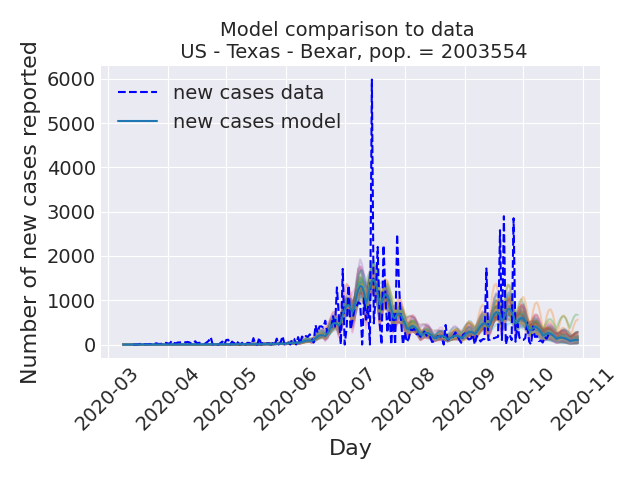 Model comparison to data
US - Texas - Bexar, pop. = 2003554
Number of new cases reported
6000
5000
4000
3000
2000
1000
0
new cases data
new cases model
2020-03
2020-04
2020-05
2020-06
2020-07
2020-08
2020-09
2020-10
2020-11
Day